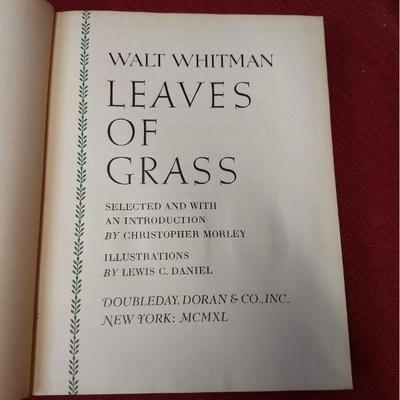 WALT WHITMAN
LEAVES
OF
GRASS
SELECTED AND WITH
AN INTRODUCTION
BY CHRISTOPHER MORLEY
ILLUSTRATIONS
BY LEWIS C. DANIEL
DOUBLEDAY, DORAN & CO., INC.
NEW YORK: MCMXL